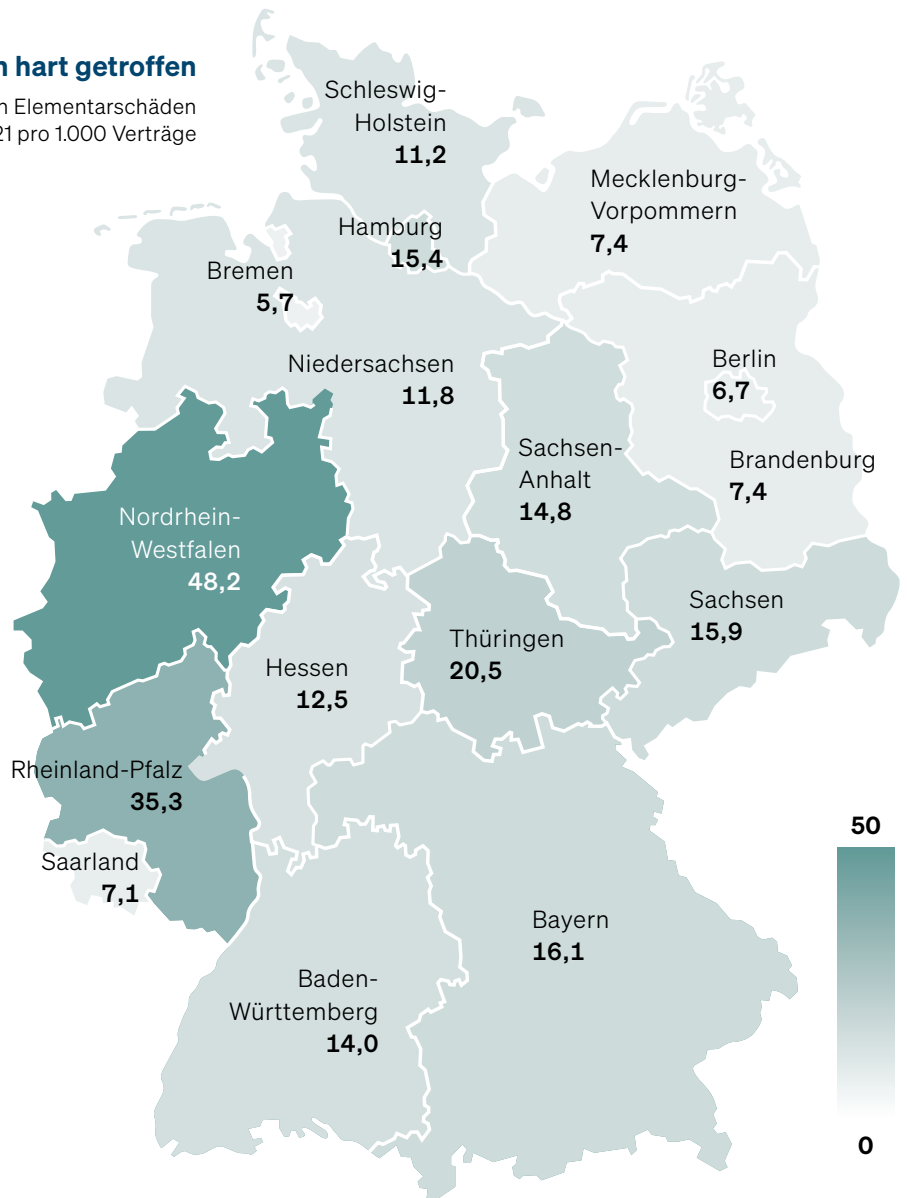 hart getroffen
Elementarschäden
pro 1.000 Verträge
Schleswig-
Holstein
11,2
Mecklenburg-
Vorpommern
7,4
Hamburg
15,4
Bremen
5,7
Niedersachsen
11,8
Berlin
6,7
Sachsen-
Anhalt
14,8
Brandenburg
7,4
Nordrhein-
Westfalen
48,2
Sachsen
15,9
Thüringen
20,5
Hessen
12,5
Rheinland-Pfalz
35,3
50
Saarland
7,1
Bayern
16,1
Baden-
Württemberg
14,0
0